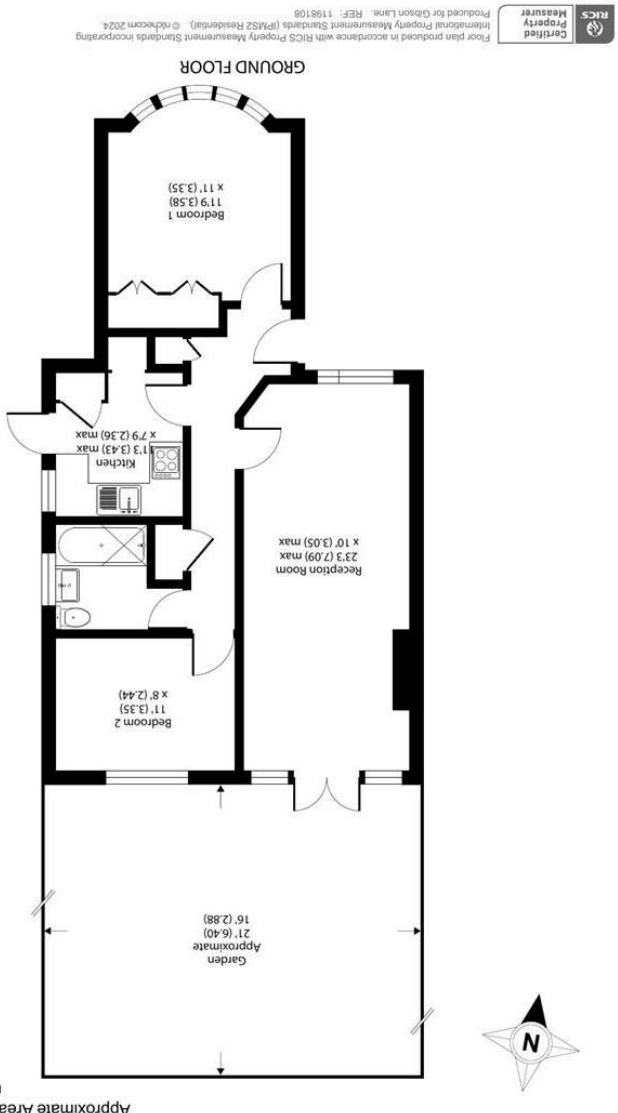 Approximate Area
N
Garden
Approximate
21' (6.40)
16' (2.88)
Bedroom 2
11' (3.35)
x 8' (2.44)
Reception Room
23'3 (7.09) max
x 10' (3.05) max
Kitchen
11'3 (3.43) max
x 7'9 (2.36) max
Bedroom 1
11'9 (3.58)
x 11' (3.35)
GROUND FLOOR
RICS
Certified
Property
Measurer
Floor plan produced in accordance with RICS Property Measurement Standards incorporating
International Property Measurement Standards (IPMS2 Residential). © nichecom 2024.
Produced for Gibson Lane. REF: 1198108